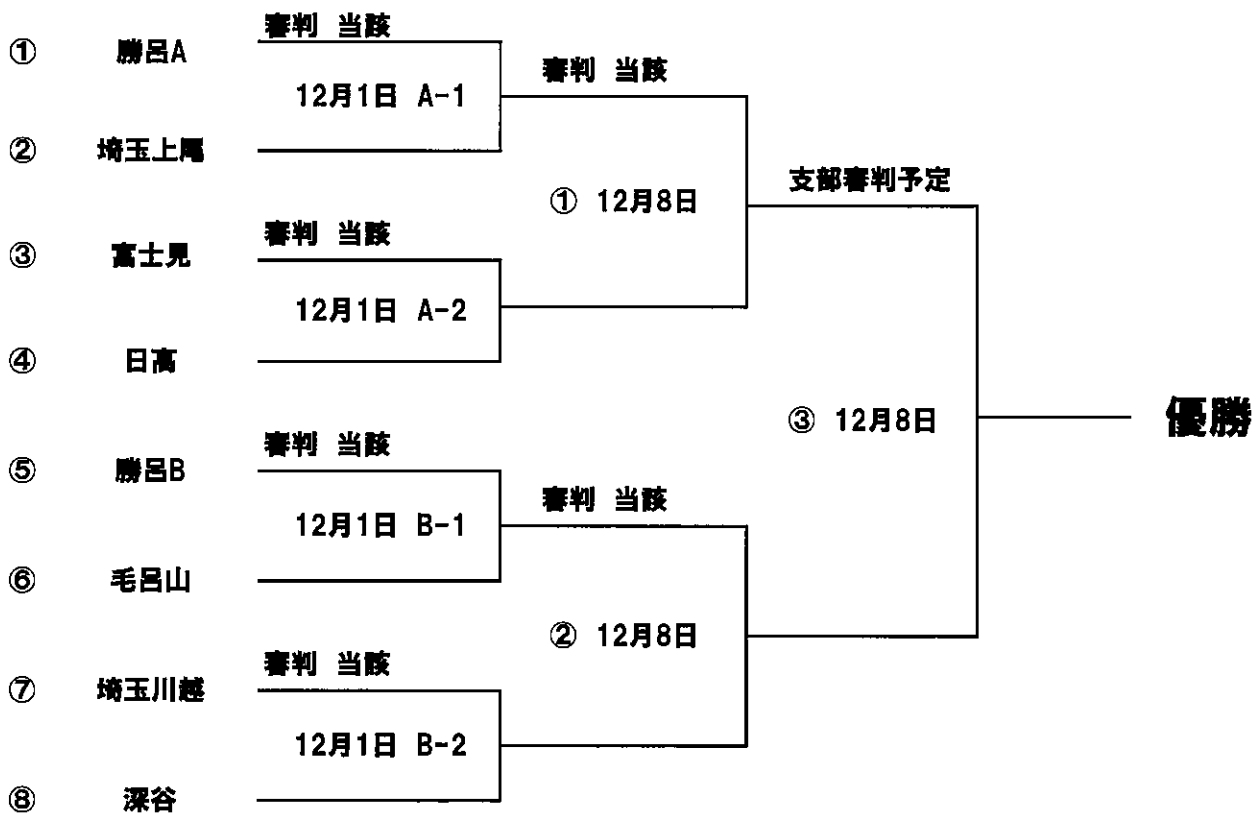 審判 当該
① 勝呂A
12月1日 A-1
審判 当該
② 埼玉上尾
① 12月8日
支部審判予定
審判 当該
③ 富士見
12月1日 A-2
④ 日高
③ 12月8日
優勝
審判 当該
⑤ 勝呂B
12月1日 B-1
審判 当該
⑥ 毛呂山
② 12月8日
審判 当該
⑦ 埼玉川越
12月1日 B-2
⑧ 深谷